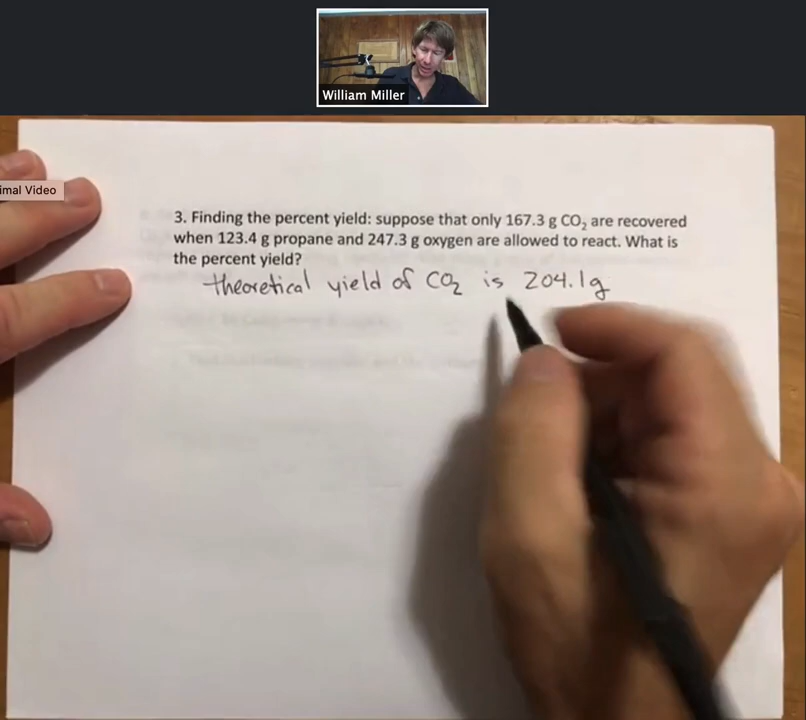 William Miller
imal Video
3. Finding the percent yield: suppose that only 167.3 g CO₂ are recovered
when 123.4 g propane and 247.3 g oxygen are allowed to react. What is
the percent yield?
theoretical yield of CO₂ is 204.1g